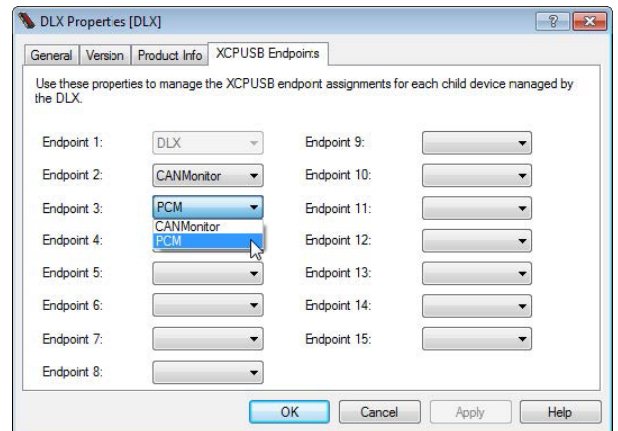 DLX Properties [DLX]
General Version Product Info XCPUSB Endpoints
Use these properties to manage the XCPUSB endpoint assignments for each child device managed by
the DLX.
Endpoint 1: DLX Endpoint 9:
Endpoint 2: CANMonitor Endpoint 10:
Endpoint 3: PCM Endpoint 11:
CANMonitor
Endpoint 4: PCM Endpoint 12:
Endpoint 5: Endpoint 13:
Endpoint 6: Endpoint 14:
Endpoint 7: Endpoint 15:
Endpoint 8:
OK Cancel Apply Help